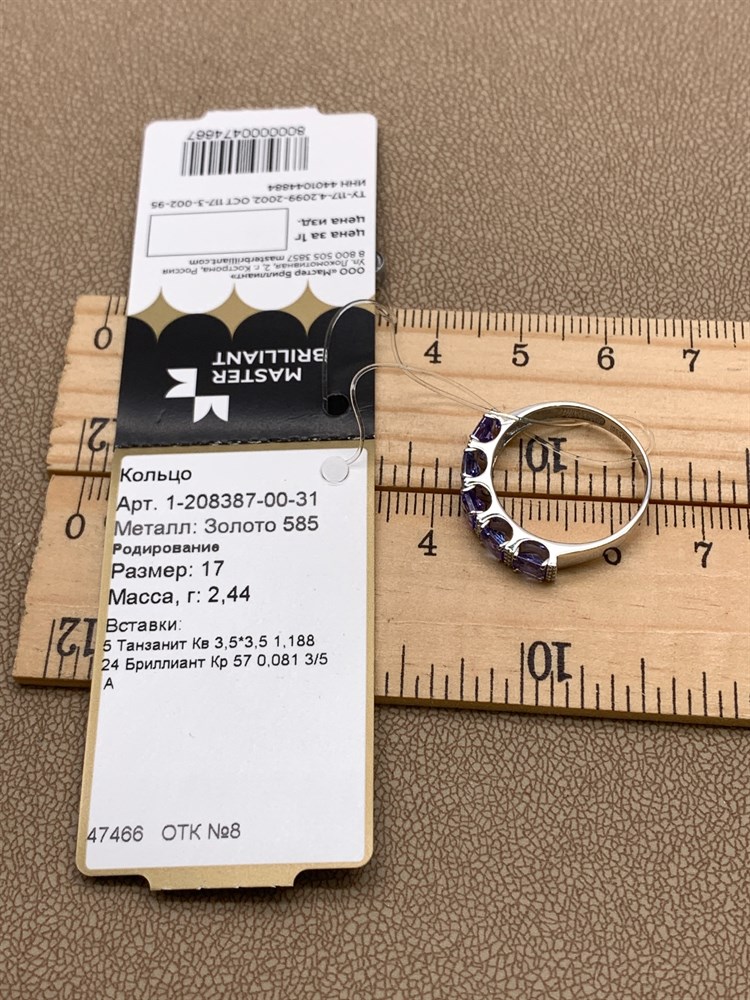 8000000474667
ИНН 4401044884
ТУ-117-4.2099-2002, ОСТ 117-3-002-95
цена за 1г
цена изд.
ООО «Мастер Бриллиант»
Ул. Локомотивная, 2, г. Кострома, Россия
8 800 505 3857 masterbrilliant.com
MASTER
BRILLIANT
Кольцо
Арт. 1-208387-00-31
Металл: Золото 585
Родирование
Размер: 17
Масса, г: 2,44
Вставки:
5 Танзанит Кв 3,5*3,5 1,188
24 Бриллиант Кр 57 0,081 3/5
А
47466 ОТК №8
0 4 5 6 7
12 10
0 4 6 7
12 10